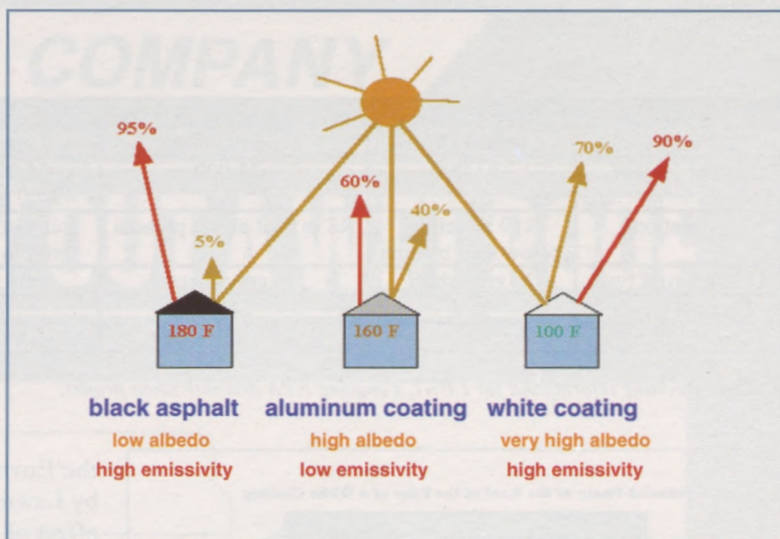 COMPANY
95%
5%
60%
40%
70%
90%
180 F
160 F
100 F
black asphalt
aluminum coating
white coating
low albedo
high albedo
very high albedo
high emissivity
low emissivity
high emissivity